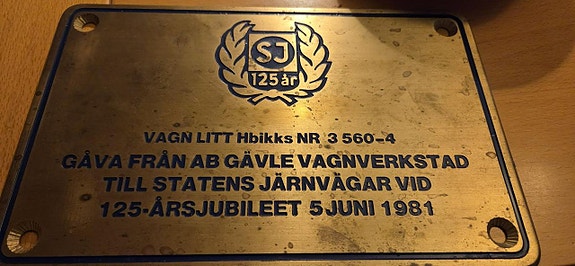 SJ
125 år
VAGN LITT Hbikks NR 3 560-4
GÅVA FRÅN AB GÄVLE VAGNVERKSTAD
TILL STATENS JÄRNVÄGAR VID
125-ÅRSJUBILEET 5 JUNI 1981